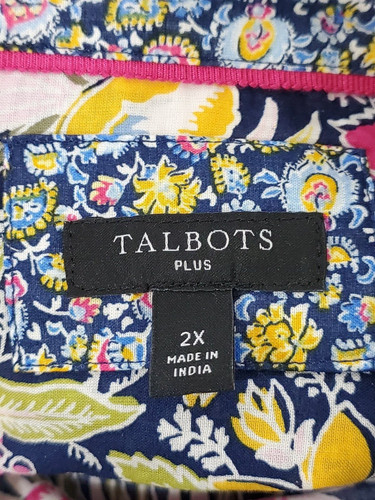 TALBOTS
PLUS
2X
MADE IN
INDIA